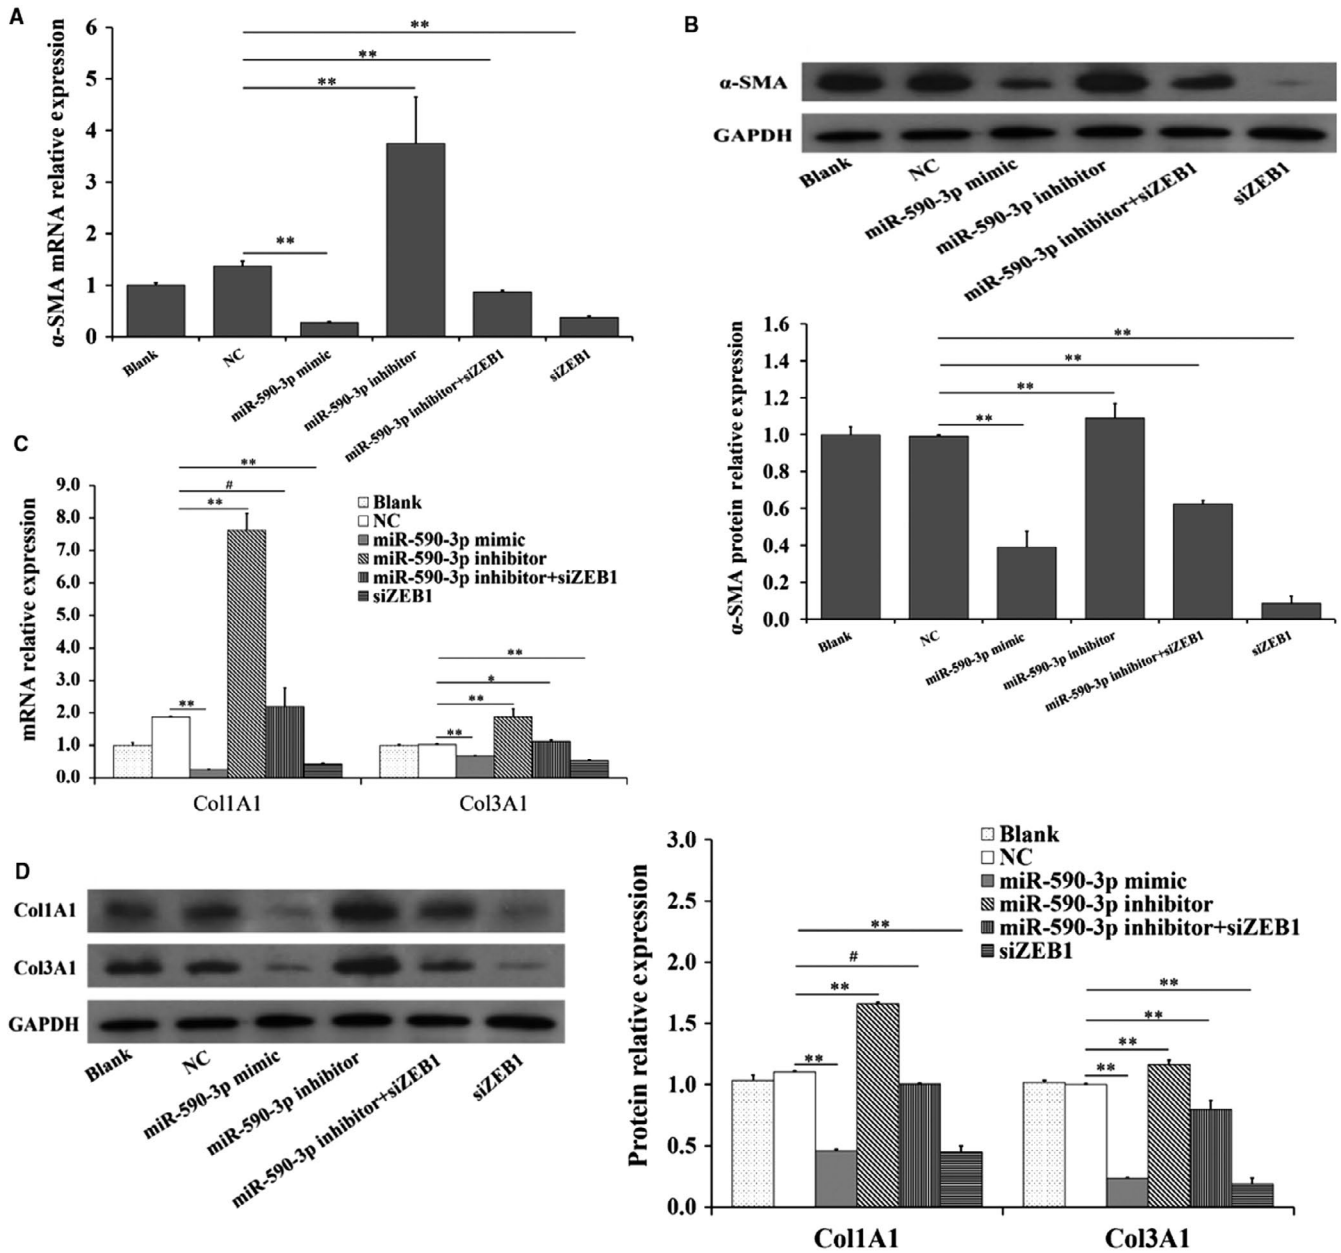 A
α-SMA mRNA relative expression
6
5
4
3
2
1
0
**
**
**
**
Blank
NC
miR-590-3p mimic
miR-590-3p inhibitor
miR-590-3p inhibitor+siZEB1
siZEB1
B
α-SMA
GAPDH
Blank
NC
miR-590-3p mimic
miR-590-3p inhibitor
miR-590-3p inhibitor+siZEB1
siZEB1
α-SMA protein relative expression
1.6
1.4
1.2
1.0
0.8
0.6
0.4
0.2
0.0
**
**
**
**
Blank
NC
miR-590-3p mimic
miR-590-3p inhibitor
miR-590-3p inhibitor+siZEB1
siZEB1
C
mRNA relative expression
9.0
8.0
7.0
6.0
5.0
4.0
3.0
2.0
1.0
0.0
**
#
**
**
**
*
**
**
Blank
NC
miR-590-3p mimic
miR-590-3p inhibitor
miR-590-3p inhibitor+siZEB1
siZEB1
Col1A1
Col3A1
D
Col1A1
Col3A1
GAPDH
Blank
NC
miR-590-3p mimic
miR-590-3p inhibitor
miR-590-3p inhibitor+siZEB1
siZEB1
Protein relative expression
3.0
2.5
2.0
1.5
1.0
0.5
0.0
Blank
NC
miR-590-3p mimic
miR-590-3p inhibitor
miR-590-3p inhibitor+siZEB1
siZEB1
**
#
**
**
**
**
**
**
Col1A1
Col3A1